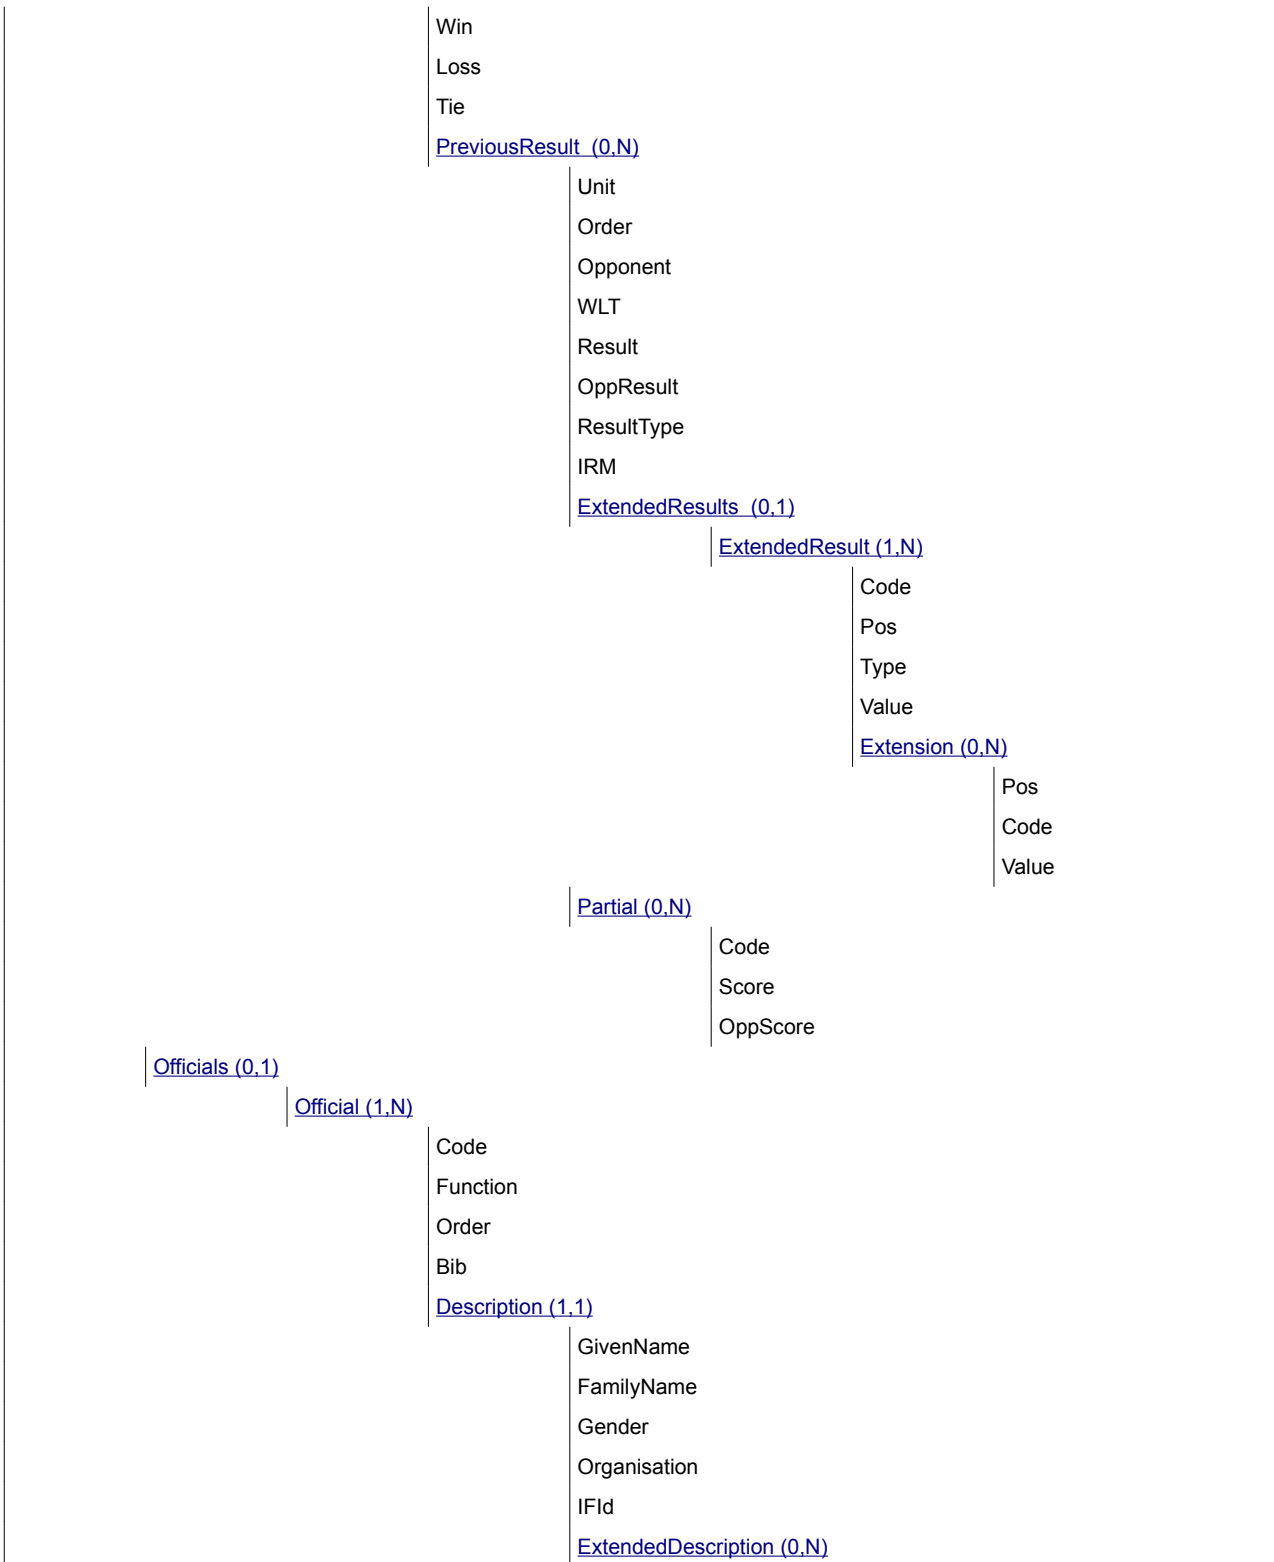 Win
Loss
Tie
PreviousResult  (0,N)
Unit
Order
Opponent
WLT
Result
OppResult
ResultType
IRM
ExtendedResults  (0,1)
ExtendedResult (1,N)
Code
Pos
Type
Value
Extension (0,N)
Pos
Code
Value
Partial (0,N)
Code
Score
OppScore
Officials (0,1)
Official (1,N)
Code
Function
Order
Bib
Description (1,1)
GivenName
FamilyName
Gender
Organisation
IFId
ExtendedDescription (0,N)